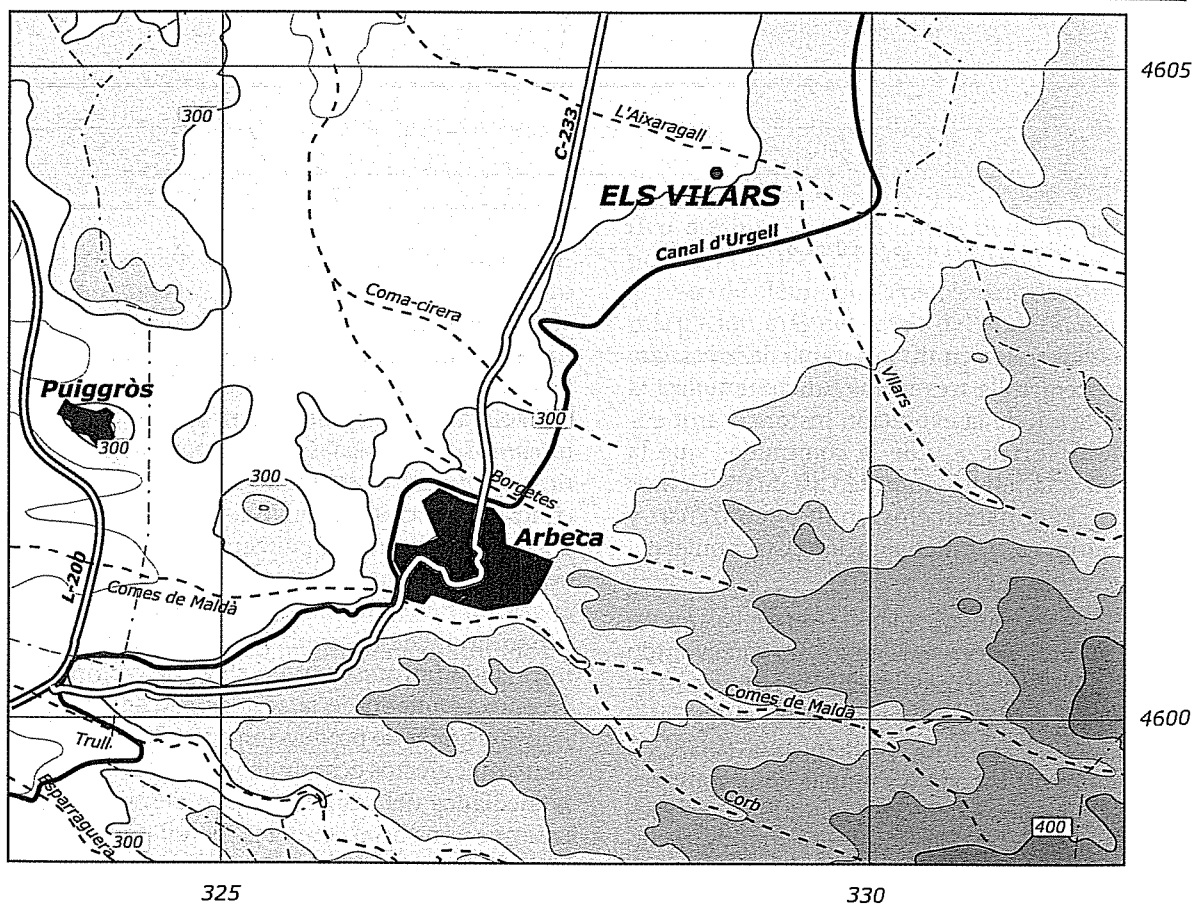 4605
300
C-233
L'Aixaragall
ELS VILARS
Canal d'Urgell
Coma-cirera
Puiggròs
300
Vilars
300
300
Borgetes
Arbeca
L-200
Comes de Maldà
Comes de Maldà
4600
Trull
Corb
Esparraguera
300
400
325
330